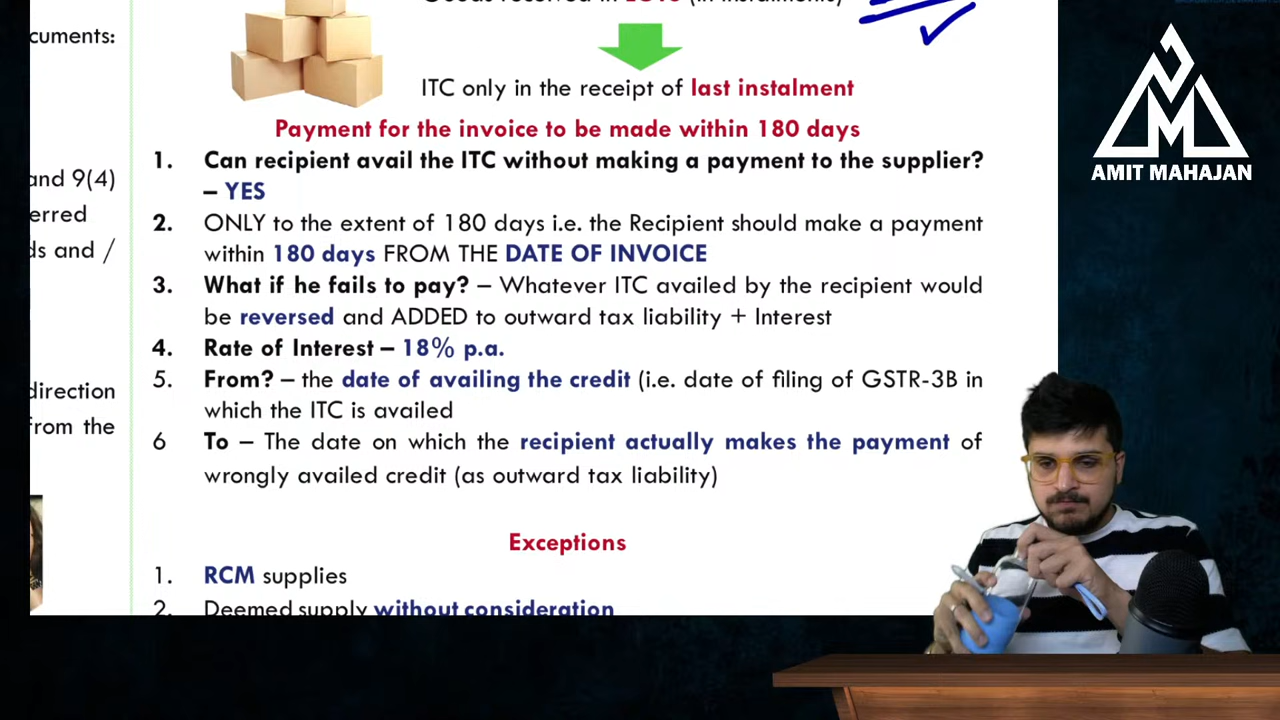 cuments:
and 9(4)
erred
ds and /
direction
from the
Goods received in LOTS (in instalments)
ITC only in the receipt of last instalment
Payment for the invoice to be made within 180 days
1. Can recipient avail the ITC without making a payment to the supplier?
– YES
2. ONLY to the extent of 180 days i.e. the Recipient should make a payment
within 180 days FROM THE DATE OF INVOICE
3. What if he fails to pay? – Whatever ITC availed by the recipient would
be reversed and ADDED to outward tax liability + Interest
4. Rate of Interest – 18% p.a.
5. From? – the date of availing the credit (i.e. date of filing of GSTR-3B in
which the ITC is availed
6 To – The date on which the recipient actually makes the payment of
wrongly availed credit (as outward tax liability)
Exceptions
1. RCM supplies
2. Deemed supply without consideration
AMIT MAHAJAN